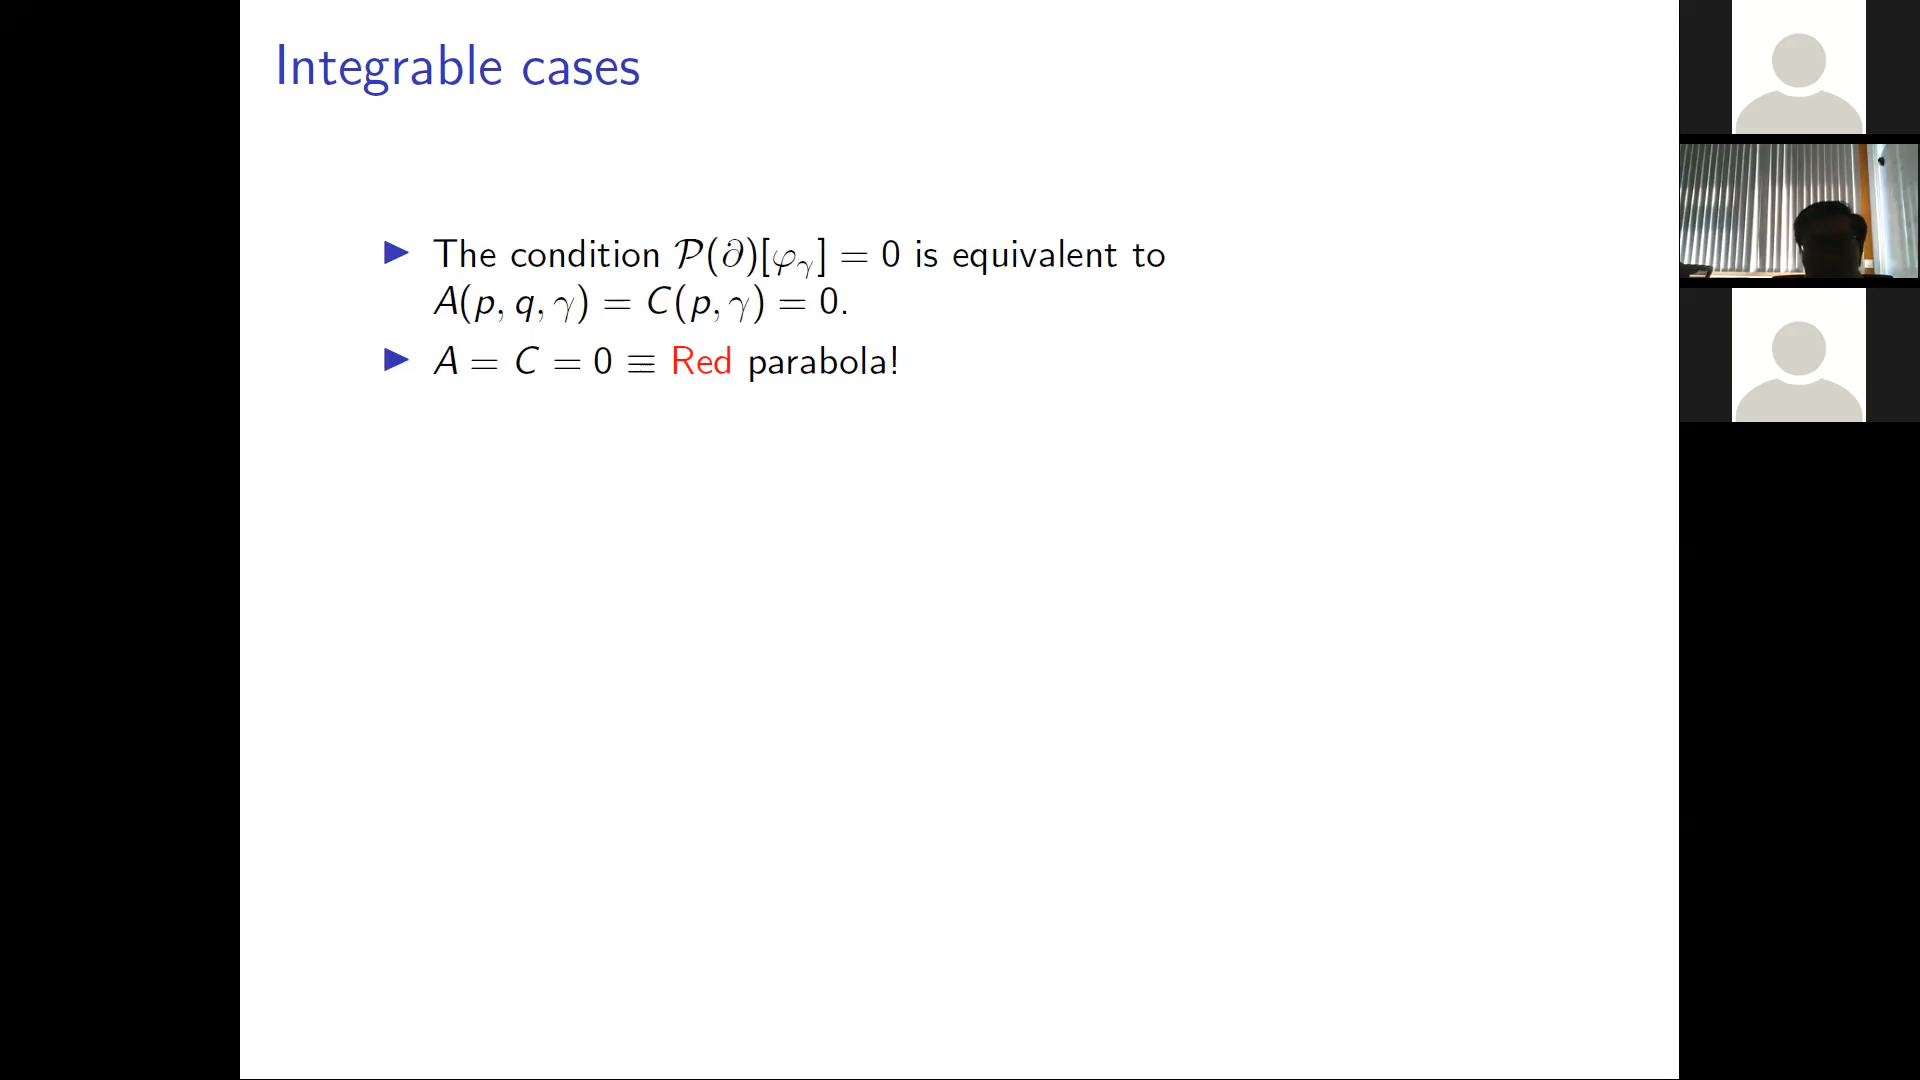 Integrable cases
▶ The condition 𝒫(∂)[φ_γ] = 0 is equivalent to
A(p, q, γ) = C(p, γ) = 0.
▶ A = C = 0 ≡ Red parabola!